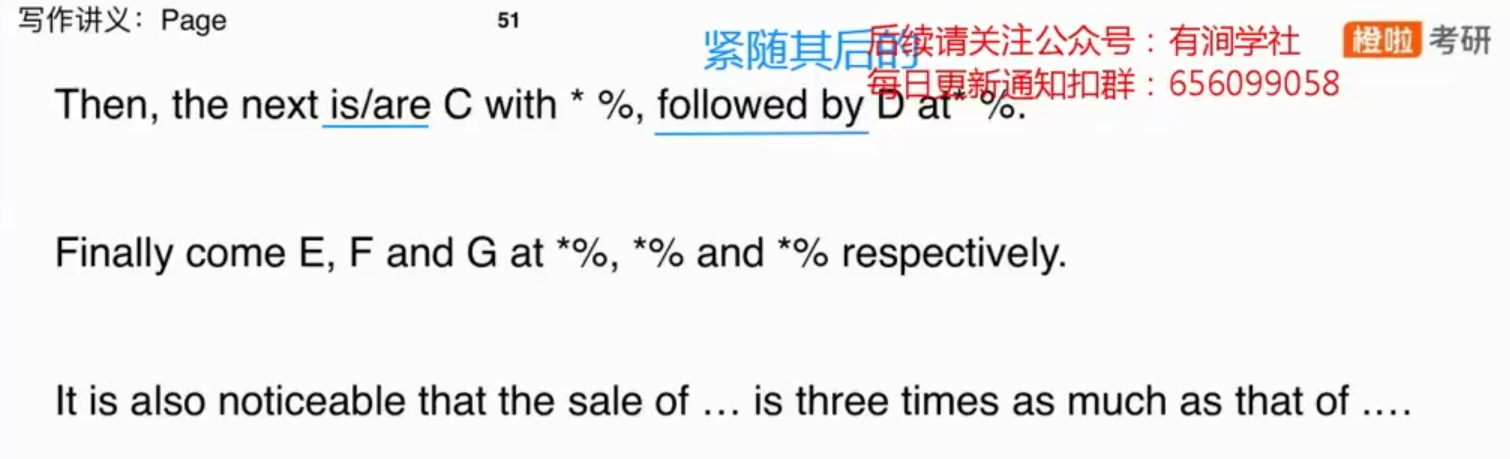 写作讲义：Page 51
橙啦 考研
紧随其后的
后续请关注公众号：有涧学社
每日更新通知扣群：656099058
Then, the next is/are C with * %, followed by D at* %.
Finally come E, F and G at *%, *% and *% respectively.
It is also noticeable that the sale of … is three times as much as that of ….